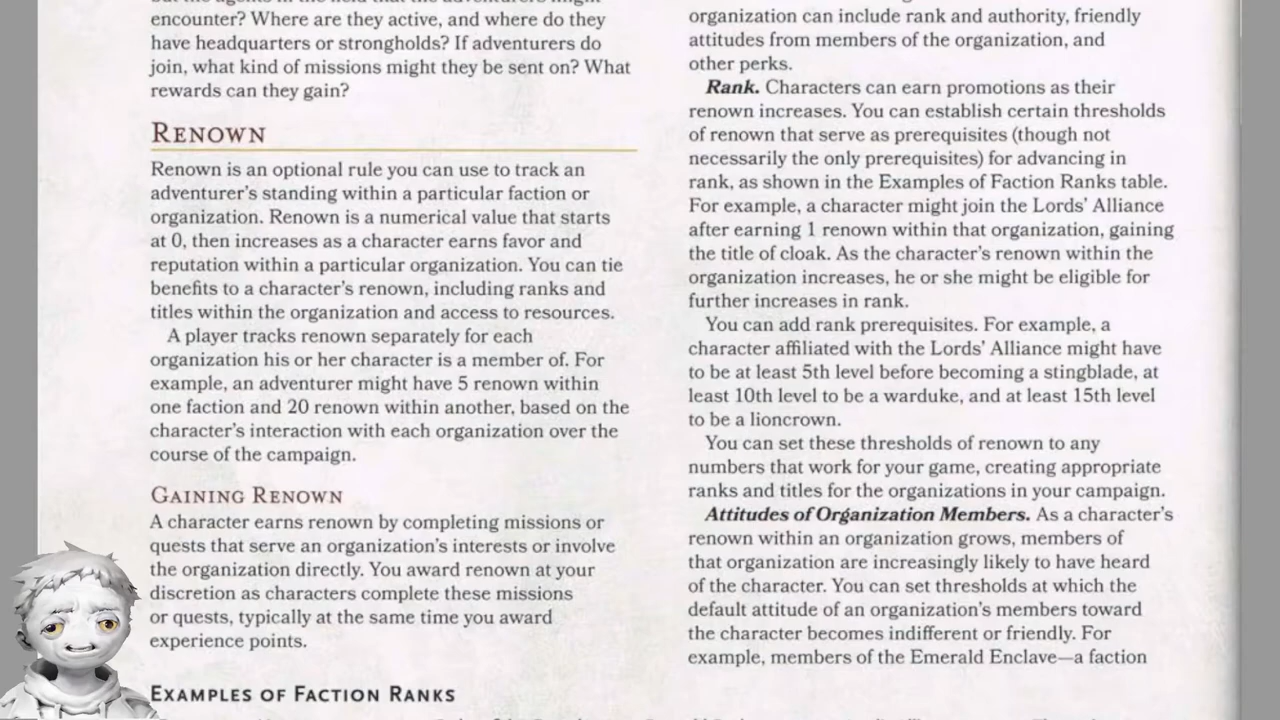 encounter? Where are they active, and where do they
have headquarters or strongholds? If adventurers do
join, what kind of missions might they be sent on? What
rewards can they gain?
RENOWN
Renown is an optional rule you can use to track an
adventurer's standing within a particular faction or
organization. Renown is a numerical value that starts
at 0, then increases as a character earns favor and
reputation within a particular organization. You can tie
benefits to a character's renown, including ranks and
titles within the organization and access to resources.
A player tracks renown separately for each
organization his or her character is a member of. For
example, an adventurer might have 5 renown within
one faction and 20 renown within another, based on the
character's interaction with each organization over the
course of the campaign.
GAINING RENOWN
A character earns renown by completing missions or
quests that serve an organization's interests or involve
the organization directly. You award renown at your
discretion as characters complete these missions
or quests, typically at the same time you award
experience points.
EXAMPLES OF FACTION RANKS
organization can include rank and authority, friendly
attitudes from members of the organization, and
other perks.
Rank. Characters can earn promotions as their
renown increases. You can establish certain thresholds
of renown that serve as prerequisites (though not
necessarily the only prerequisites) for advancing in
rank, as shown in the Examples of Faction Ranks table.
For example, a character might join the Lords' Alliance
after earning 1 renown within that organization, gaining
the title of cloak. As the character's renown within the
organization increases, he or she might be eligible for
further increases in rank.
You can add rank prerequisites. For example, a
character affiliated with the Lords' Alliance might have
to be at least 5th level before becoming a stingblade, at
least 10th level to be a warduke, and at least 15th level
to be a lioncrown.
You can set these thresholds of renown to any
numbers that work for your game, creating appropriate
ranks and titles for the organizations in your campaign.
Attitudes of Organization Members. As a character's
renown within an organization grows, members of
that organization are increasingly likely to have heard
of the character. You can set thresholds at which the
default attitude of an organization's members toward
the character becomes indifferent or friendly. For
example, members of the Emerald Enclave—a faction